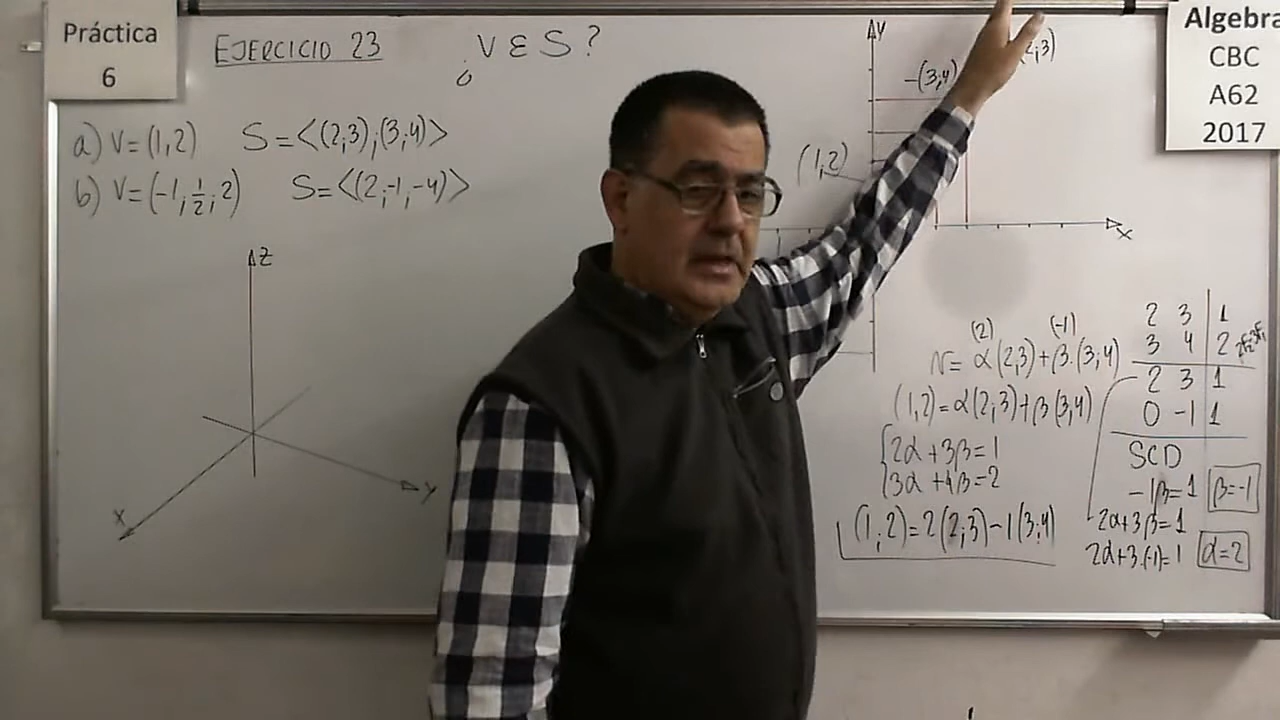 Práctica
6
EJERCICIO 23
¿V ∈ S?
a) V=(1,2) S=<(2;3),(3;4)>
b) V=(-1,1/2,2) S=<(2,-1,-4)>
Z
X
Y
y
-(3;4)
2;3)
(1,2)
x
Algebra
CBC
A62
2017
(2) (-1)
N= α(2,3)+β.(3,4)
(1,2)=α(2,3)+β(3,4)
2α+3β=1
3α+4β=2
(1,2)=2(2;3)-1(3;4)
2 3 1
3 4 2
2 3 1
0 -1 1
SCD
-1β=1 β=-1
2α+3β=1
2α+3.(-1)=1 α=2